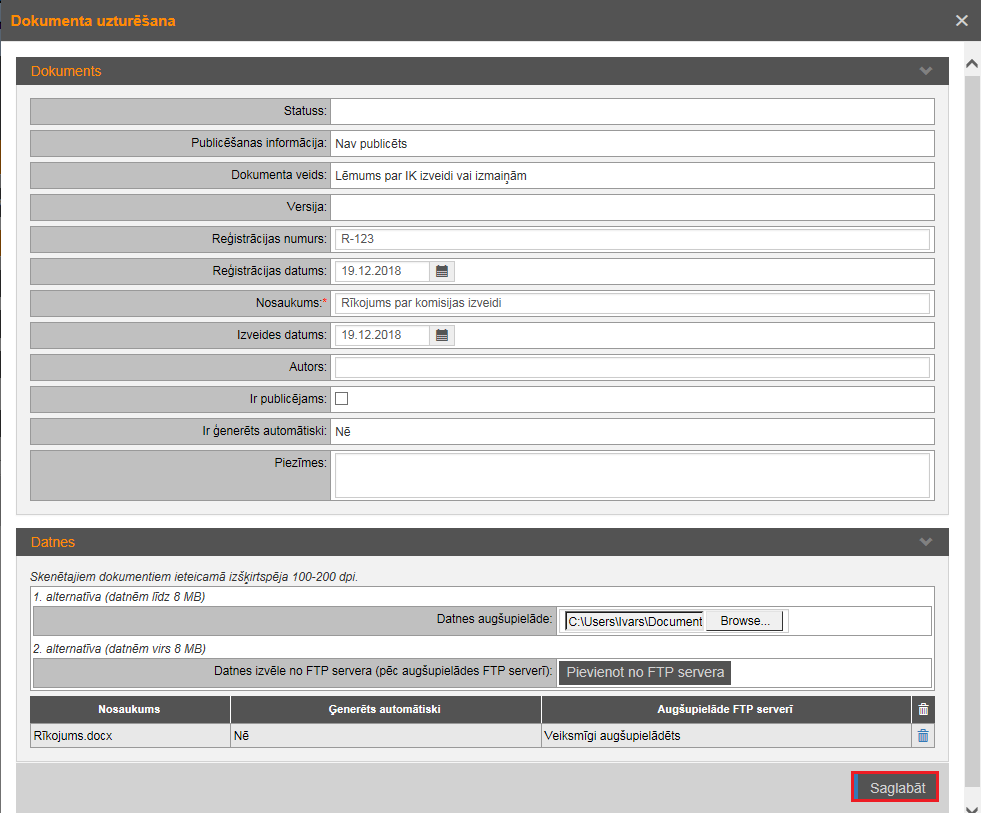 Dokumenta uzturēšana
Dokuments
Statuss:
Publicēšanas informācija: Nav publicēts
Dokumenta veids: Lēmums par IK izveidi vai izmaiņām
Versija:
Reģistrācijas numurs: R-123
Reģistrācijas datums: 19.12.2018
Nosaukums:* Rīkojums par komisijas izveidi
Izveides datums: 19.12.2018
Autors:
Ir publicējams:
Ir ģenerēts automātiski: Nē
Piezīmes:
Datnes
Skenētajiem dokumentiem ieteicamā izšķirtspēja 100-200 dpi.
1. alternatīva (datnēm līdz 8 MB)
Datnes augšupielāde: C:\Users\Ivars\Document Browse...
2. alternatīva (datnēm virs 8 MB)
Datnes izvēle no FTP servera (pēc augšupielādes FTP serverī): Pievienot no FTP servera
Nosaukums Ģenerēts automātiski Augšupielāde FTP serverī
Rīkojums.docx Nē Veiksmīgi augšupielādēts
Saglabāt